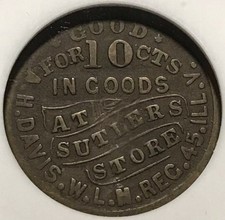 GOOD
FOR 10 CTS
IN GOODS
AT
SUTLERS
STORE
A.H.DAVIS.W.L.M.REG.45.ILL.V.